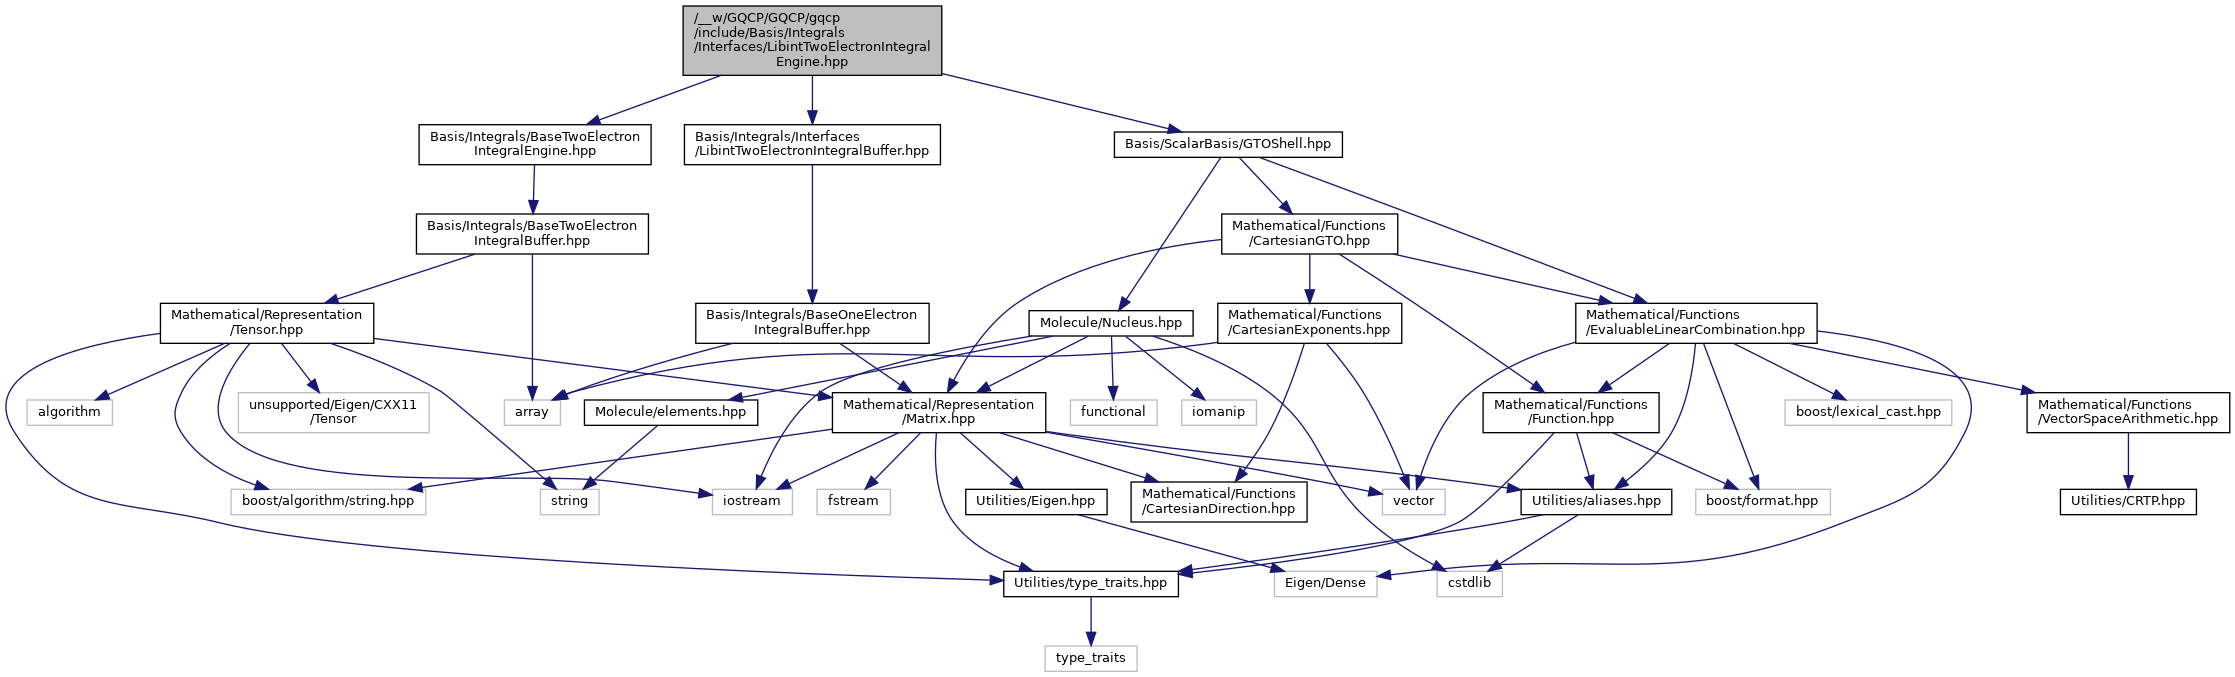 /__w/GQCP/GQCP/gqcp
/include/Basis/Integrals
/Interfaces/LibintTwoElectronIntegral
Engine.hpp
Basis/Integrals/BaseTwoElectron
IntegralEngine.hpp
Basis/Integrals/Interfaces
/LibintTwoElectronIntegralBuffer.hpp
Basis/ScalarBasis/GTOShell.hpp
Basis/Integrals/BaseTwoElectron
IntegralBuffer.hpp
Mathematical/Functions
/CartesianGTO.hpp
Mathematical/Representation
/Tensor.hpp
Basis/Integrals/BaseOneElectron
IntegralBuffer.hpp
Molecule/Nucleus.hpp
Mathematical/Functions
/CartesianExponents.hpp
Mathematical/Functions
/EvaluableLinearCombination.hpp
algorithm
unsupported/Eigen/CXX11
/Tensor
array
Molecule/elements.hpp
Mathematical/Representation
/Matrix.hpp
functional
iomanip
Mathematical/Functions
/Function.hpp
boost/lexical_cast.hpp
Mathematical/Functions
/VectorSpaceArithmetic.hpp
boost/algorithm/string.hpp
string
iostream
fstream
Utilities/Eigen.hpp
Mathematical/Functions
/CartesianDirection.hpp
vector
Utilities/aliases.hpp
boost/format.hpp
Utilities/CRTP.hpp
Utilities/type_traits.hpp
Eigen/Dense
cstdlib
type_traits